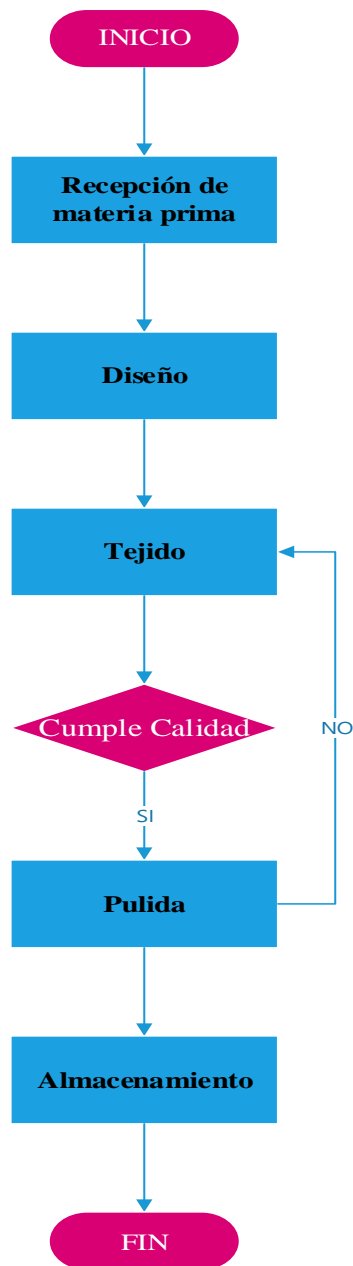 INICIO
Recepción de
materia prima
Diseño
Tejido
Cumple Calidad
NO
SI
Pulida
Almacenamiento
FIN